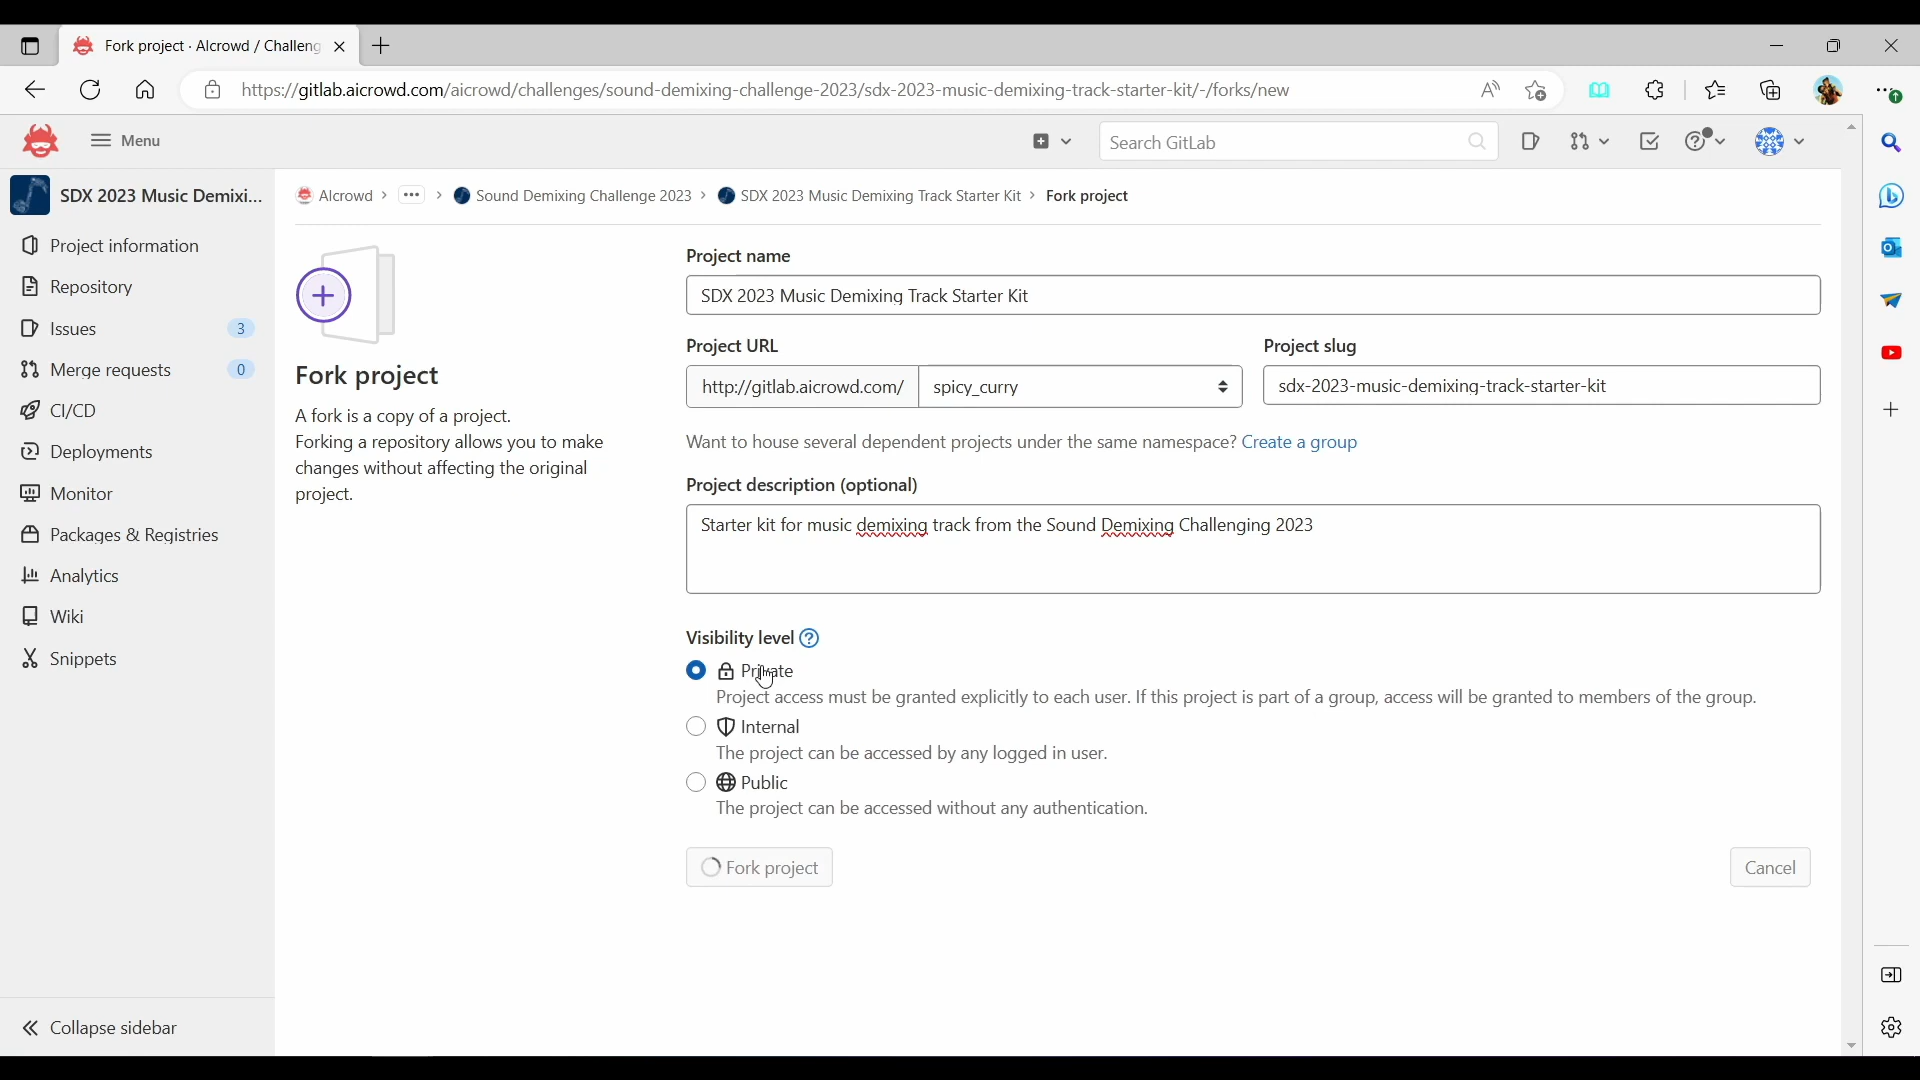 Fork project · AIcrowd / Challeng
https://gitlab.aicrowd.com/aicrowd/challenges/sound-demixing-challenge-2023/sdx-2023-music-demixing-track-starter-kit/-/forks/new
Menu
Search GitLab
SDX 2023 Music Demixi...
AIcrowd › ••• › Sound Demixing Challenge 2023 › SDX 2023 Music Demixing Track Starter Kit › Fork project
Project information
Repository
Issues 3
Merge requests 0
CI/CD
Deployments
Monitor
Packages & Registries
Analytics
Wiki
Snippets
Collapse sidebar
Fork project
A fork is a copy of a project.
Forking a repository allows you to make
changes without affecting the original
project.
Project name
SDX 2023 Music Demixing Track Starter Kit
Project URL
http://gitlab.aicrowd.com/ spicy_curry
Project slug
sdx-2023-music-demixing-track-starter-kit
Want to house several dependent projects under the same namespace? Create a group
Project description (optional)
Starter kit for music demixing track from the Sound Demixing Challenging 2023
Visibility level
Private
Project access must be granted explicitly to each user. If this project is part of a group, access will be granted to members of the group.
Internal
The project can be accessed by any logged in user.
Public
The project can be accessed without any authentication.
Fork project
Cancel